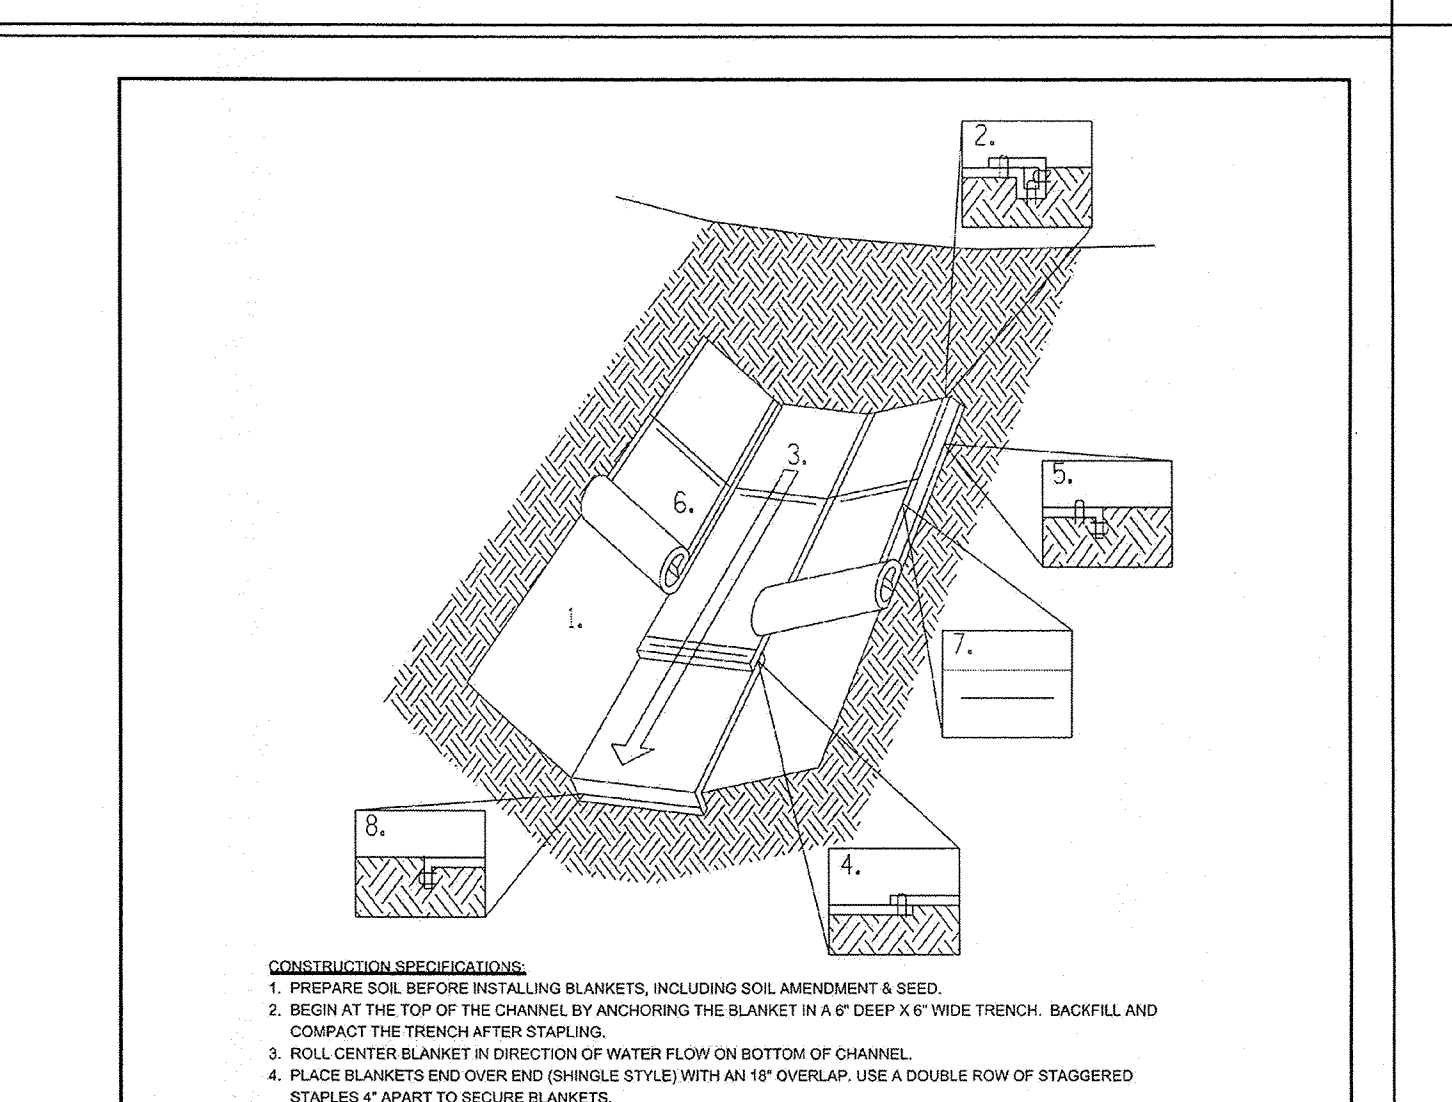 2.
3.
5.
6.
1.
7.
8.
4.
CONSTRUCTION SPECIFICATIONS:
1. PREPARE SOIL BEFORE INSTALLING BLANKETS, INCLUDING SOIL AMENDMENT & SEED.
2. BEGIN AT THE TOP OF THE CHANNEL BY ANCHORING THE BLANKET IN A 6" DEEP X 6" WIDE TRENCH. BACKFILL AND
COMPACT THE TRENCH AFTER STAPLING.
3. ROLL CENTER BLANKET IN DIRECTION OF WATER FLOW ON BOTTOM OF CHANNEL.
4. PLACE BLANKETS END OVER END (SHINGLE STYLE) WITH AN 18" OVERLAP. USE A DOUBLE ROW OF STAGGERED
STAPLES 4" APART TO SECURE BLANKETS.